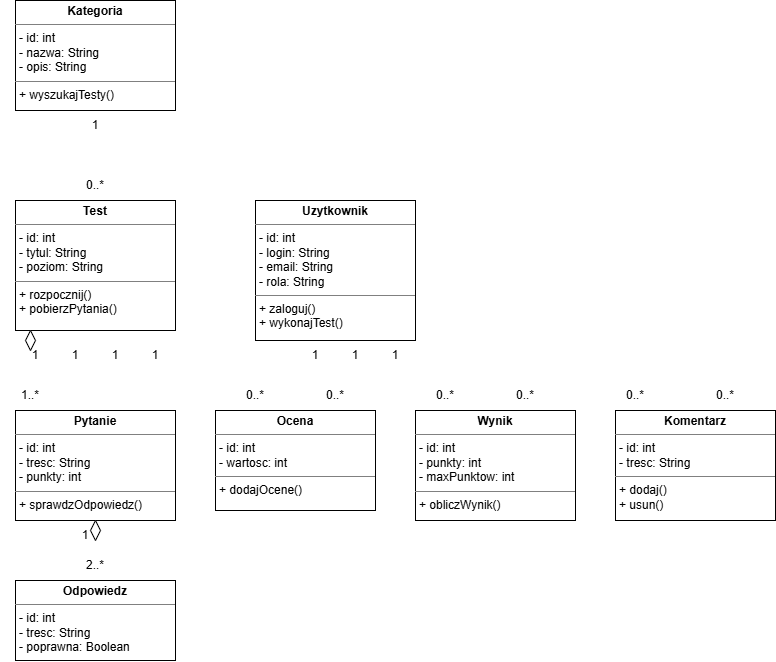 Kategoria
- id: int
- nazwa: String
- opis: String
+ wyszukajTesty()
1
0..*
Test
- id: int
- tytul: String
- poziom: String
+ rozpocznij()
+ pobierzPytania()
Uzytkownik
- id: int
- login: String
- email: String
- rola: String
+ zaloguj()
+ wykonajTest()
1 1 1 1 1 1 1
1..* 0..* 0..* 0..* 0..* 0..* 0..*
Pytanie
- id: int
- tresc: String
- punkty: int
+ sprawdzOdpowiedz()
Ocena
- id: int
- wartosc: int
+ dodajOcene()
Wynik
- id: int
- punkty: int
- maxPunktow: int
+ obliczWynik()
Komentarz
- id: int
- tresc: String
+ dodaj()
+ usun()
1
2..*
Odpowiedz
- id: int
- tresc: String
- poprawna: Boolean